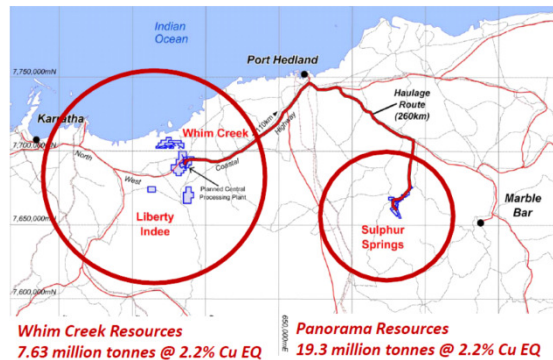 Indian
Ocean
Port Hedland
7,750,000mN
Haulage
Route
(260km)
Karratha
110km
Highway
Whim Creek
7,700,000mN
North
West
Coastal
Planned Central
Processing Plant
Marble
Bar
Liberty
Indee
Sulphur
Springs
7,650,000mN
7,600,000mN
650,000mE
Whim Creek Resources
7.63 million tonnes @ 2.2% Cu EQ
Panorama Resources
19.3 million tonnes @ 2.2% Cu EQ